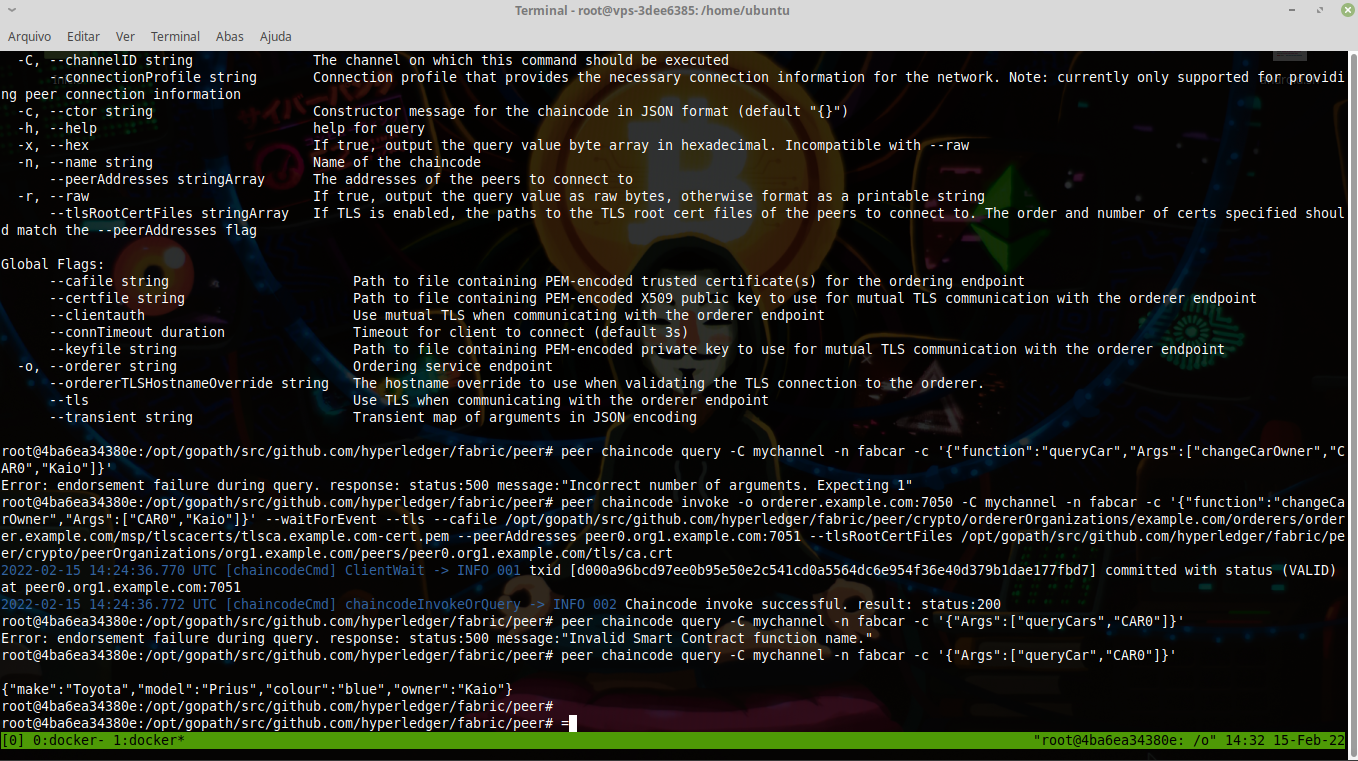 Terminal - root@vps-3dee6385: /home/ubuntu
Arquivo Editar Ver Terminal Abas Ajuda
-C, --channelID string The channel on which this command should be executed
--connectionProfile string Connection profile that provides the necessary connection information for the network. Note: currently only supported for providi
ng peer connection information
-c, --ctor string Constructor message for the chaincode in JSON format (default "{}")
-h, --help help for query
-x, --hex If true, output the query value byte array in hexadecimal. Incompatible with --raw
-n, --name string Name of the chaincode
--peerAddresses stringArray The addresses of the peers to connect to
-r, --raw If true, output the query value as raw bytes, otherwise format as a printable string
--tlsRootCertFiles stringArray If TLS is enabled, the paths to the TLS root cert files of the peers to connect to. The order and number of certs specified shoul
d match the --peerAddresses flag
Global Flags:
--cafile string Path to file containing PEM-encoded trusted certificate(s) for the ordering endpoint
--certfile string Path to file containing PEM-encoded X509 public key to use for mutual TLS communication with the orderer endpoint
--clientauth Use mutual TLS when communicating with the orderer endpoint
--connTimeout duration Timeout for client to connect (default 3s)
--keyfile string Path to file containing PEM-encoded private key to use for mutual TLS communication with the orderer endpoint
-o, --orderer string Ordering service endpoint
--ordererTLSHostnameOverride string The hostname override to use when validating the TLS connection to the orderer.
--tls Use TLS when communicating with the orderer endpoint
--transient string Transient map of arguments in JSON encoding
root@4ba6ea34380e:/opt/gopath/src/github.com/hyperledger/fabric/peer# peer chaincode query -C mychannel -n fabcar -c '{"function":"queryCar","Args":["changeCarOwner","C
AR0","Kaio"]}'
Error: endorsement failure during query. response: status:500 message:"Incorrect number of arguments. Expecting 1"
root@4ba6ea34380e:/opt/gopath/src/github.com/hyperledger/fabric/peer# peer chaincode invoke -o orderer.example.com:7050 -C mychannel -n fabcar -c '{"function":"changeCa
rOwner","Args":["CAR0","Kaio"]}' --waitForEvent --tls --cafile /opt/gopath/src/github.com/hyperledger/fabric/peer/crypto/ordererOrganizations/example.com/orderers/order
er.example.com/msp/tlscacerts/tlsca.example.com-cert.pem --peerAddresses peer0.org1.example.com:7051 --tlsRootCertFiles /opt/gopath/src/github.com/hyperledger/fabric/pe
er/crypto/peerOrganizations/org1.example.com/peers/peer0.org1.example.com/tls/ca.crt
2022-02-15 14:24:36.770 UTC [chaincodeCmd] ClientWait -> INFO 001 txid [d000a96bcd97ee0b95e50e2c541cd0a5564dc6e954f36e40d379b1dae177fbd7] committed with status (VALID)
at peer0.org1.example.com:7051
2022-02-15 14:24:36.772 UTC [chaincodeCmd] chaincodeInvokeOrQuery -> INFO 002 Chaincode invoke successful. result: status:200
root@4ba6ea34380e:/opt/gopath/src/github.com/hyperledger/fabric/peer# peer chaincode query -C mychannel -n fabcar -c '{"Args":["queryCars","CAR0"]}'
Error: endorsement failure during query. response: status:500 message:"Invalid Smart Contract function name."
root@4ba6ea34380e:/opt/gopath/src/github.com/hyperledger/fabric/peer# peer chaincode query -C mychannel -n fabcar -c '{"Args":["queryCar","CAR0"]}'
{"make":"Toyota","model":"Prius","colour":"blue","owner":"Kaio"}
root@4ba6ea34380e:/opt/gopath/src/github.com/hyperledger/fabric/peer#
root@4ba6ea34380e:/opt/gopath/src/github.com/hyperledger/fabric/peer# =
[0] 0:docker- 1:docker* "root@4ba6ea34380e: /o" 14:32 15-Feb-22